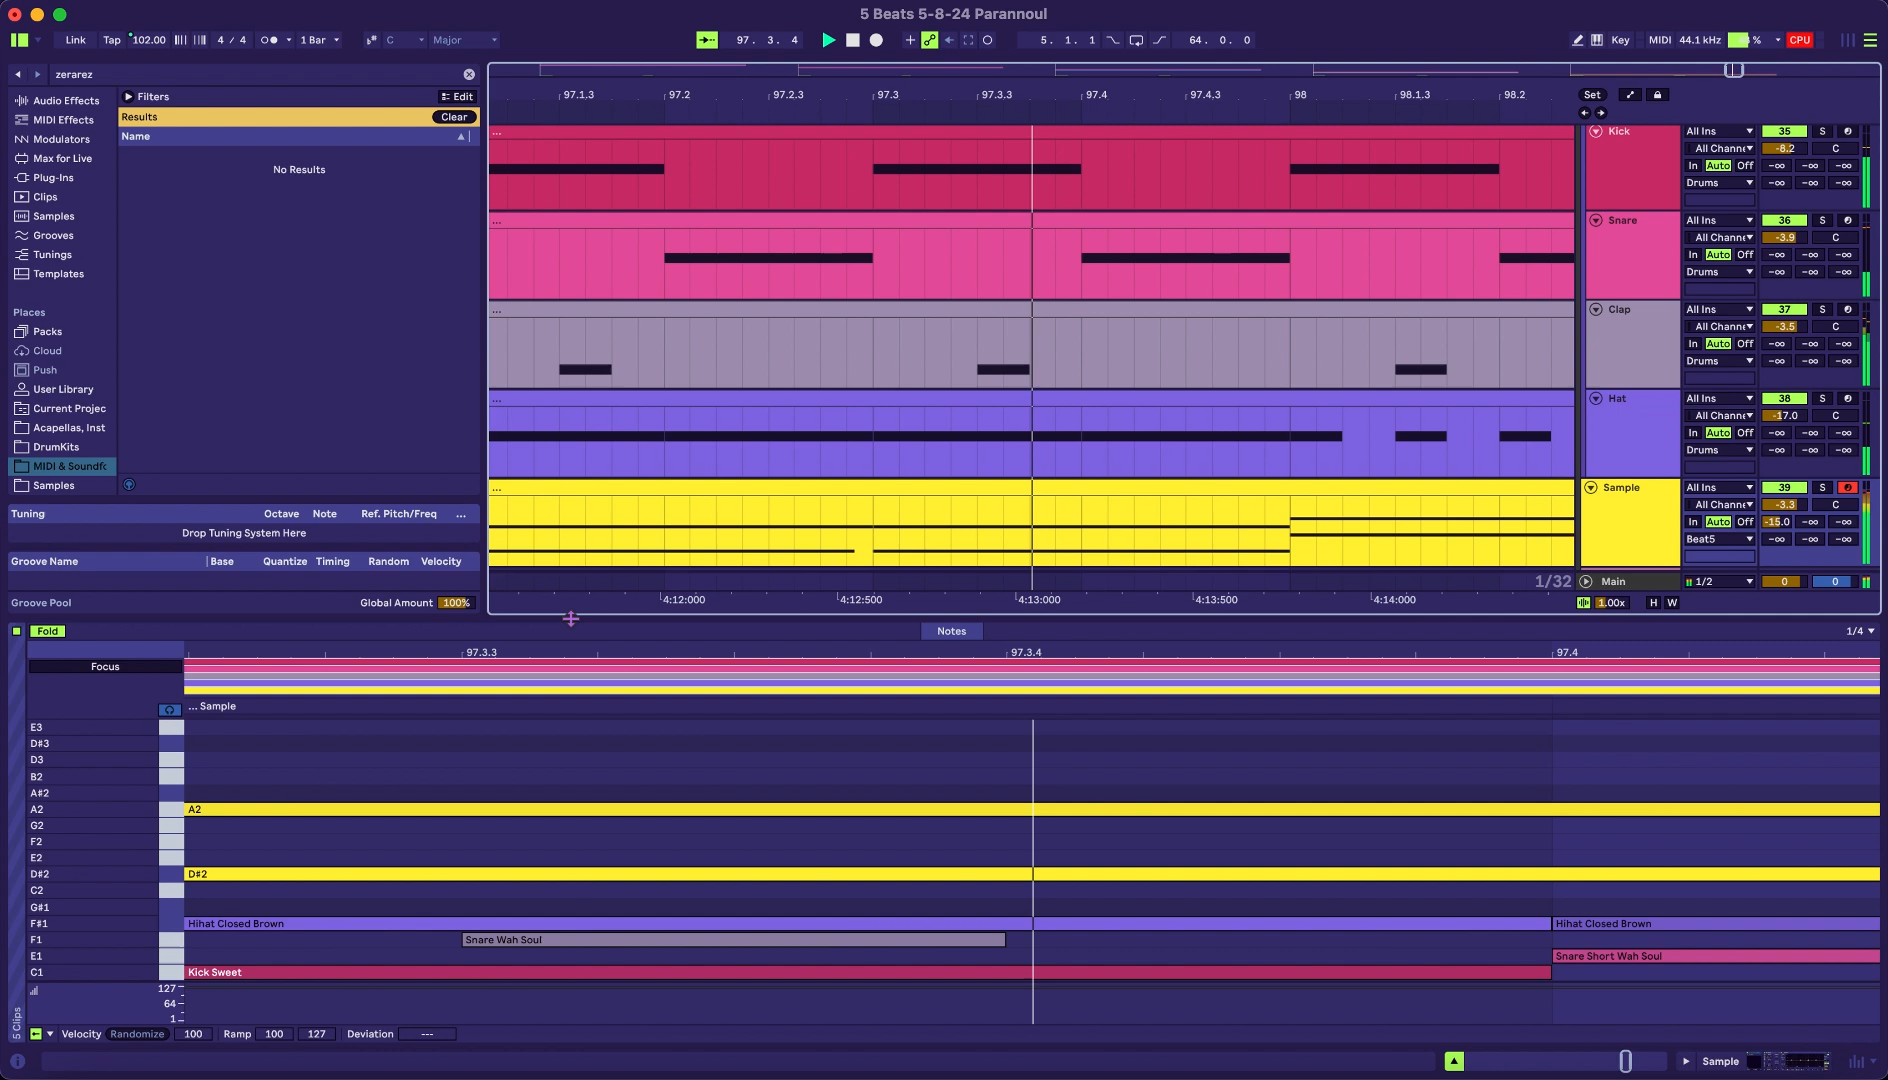 5 Beats 5-8-24 Parannoul
Link Tap 102.00 4 / 4 1 Bar C Major 97. 3. 4 5. 1. 1 64. 0. 0 Key MIDI 44.1 kHz % CPU
zerarez
Filters Edit
Results Clear
Name
No Results
Audio Effects
MIDI Effects
Modulators
Max for Live
Plug-Ins
Clips
Samples
Grooves
Tunings
Templates
Places
Packs
Cloud
Push
User Library
Current Projec
Acapellas, Inst
DrumKits
MIDI & Soundfc
Samples
Tuning Octave Note Ref. Pitch/Freq ...
Drop Tuning System Here
Groove Name Base Quantize Timing Random Velocity
Groove Pool Global Amount 100%
97.1.3 97.2 97.2.3 97.3 97.3.3 97.4 97.4.3 98 98.1.3 98.2 Set
... Kick All Ins 35 S
All Channe -8.2 C
In Auto Off -∞ -∞ -∞
Drums -∞ -∞ -∞
... Snare All Ins 36 S
All Channe -3.9 C
In Auto Off -∞ -∞ -∞
Drums -∞ -∞ -∞
... Clap All Ins 37 S
All Channe -3.5 C
In Auto Off -∞ -∞ -∞
Drums -∞ -∞ -∞
... Hat All Ins 38 S
All Channe -17.0 C
In Auto Off -∞ -∞ -∞
Drums -∞ -∞ -∞
... Sample All Ins 39 S
All Channe -3.3 C
In Auto Off -15.0 -∞ -∞
Beat5 -∞ -∞ -∞
1/32 Main 1/2 0 0
4:12:000 4:12:500 4:13:000 4:13:500 4:14:000 1.00x H W
Fold Notes 1/4
97.3.3 97.3.4 97.4
Focus
... Sample
E3
D#3
D3
B2
A#2
A2 A2
G2
F2
E2
D#2 D#2
C2
G#1
F#1 Hihat Closed Brown Hihat Closed Brown
F1 Snare Wah Soul
E1 Snare Short Wah Soul
C1 Kick Sweet
127
64
1
5 Clips
Velocity Randomize 100 Ramp 100 127 Deviation ---
Sample